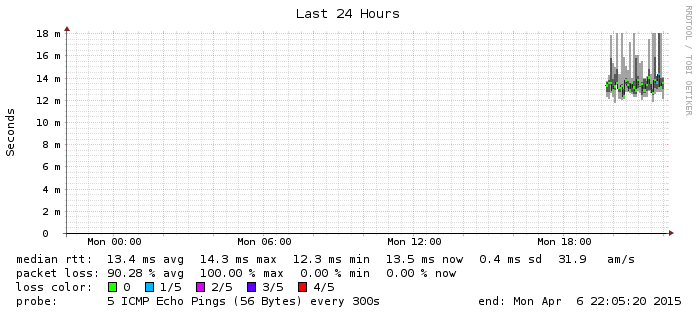 Last 24 Hours
RRDTOOL / TOBI OETIKER
Seconds
18 m
16 m
14 m
12 m
10 m
8 m
6 m
4 m
2 m
0
Mon 00:00 Mon 06:00 Mon 12:00 Mon 18:00
median rtt: 13.4 ms avg 14.3 ms max 12.3 ms min 13.5 ms now 0.4 ms sd 31.9 am/s
packet loss: 90.28 % avg 100.00 % max 0.00 % min 0.00 % now
loss color: 0 1/5 2/5 3/5 4/5
probe: 5 ICMP Echo Pings (56 Bytes) every 300s end: Mon Apr 6 22:05:20 2015